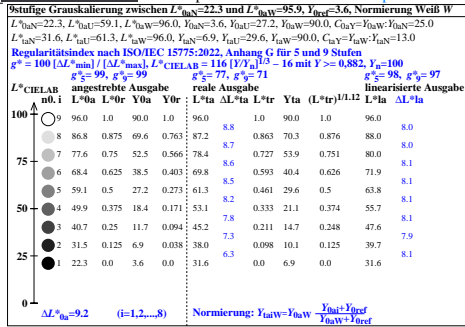 9stufige Grauskalierung zwischen L*0aN=22.3 und L*0aW=95.9, Y0ref=3.6, Normierung Weiß W
L*0aN=22.3, L*0aU=59.1, L*0aW=96.0, Y0aN=3.6, Y0aU=27.2, Y0aW=90.0, C0aY=Y0aW:Y0aN=25.0
L*taN=31.6, L*taU=61.3, L*taW=96.0, YtaN=6.9, YtaU=29.6, YtaW=90.0, CtaY=YtaW:YtaN=13.0
Regularitätsindex nach ISO/IEC 15775:2022, Anhang G für 5 und 9 Stufen
g* = 100 [ΔL*min] / [ΔL*max], L*CIELAB = 116 [Y/Yn]1/3 - 16 mit Y >= 0,882, Yn=100
g*5= 99, g*9= 99 g*5= 77, g*9= 71 g*5= 98, g*9= 97
L*CIELAB angestrebte Ausgabe reale Ausgabe linearisierte Ausgabe
n0. i L*0a L*0r Y0a Y0r L*ta ΔL*ta L*tr Yta (L*tr)1/1.12 L*la ΔL*la
100 9 96.0 1.0 90.0 1.0 96.0 1.0 90.0 1.0 96.0
8.8 8.0
8 86.8 0.875 69.6 0.763 87.2 0.863 70.3 0.876 88.0
8.7 8.0
75 7 77.6 0.75 52.5 0.566 78.4 0.727 53.9 0.751 80.0
8.6 8.1
6 68.4 0.625 38.5 0.403 69.8 0.593 40.4 0.626 71.9
8.5 8.1
5 59.1 0.5 27.2 0.273 61.3 0.461 29.6 0.5 63.8
50 8.2 8.1
4 49.9 0.375 18.4 0.171 53.1 0.333 21.1 0.374 55.7
7.8 8.1
3 40.7 0.25 11.7 0.094 45.2 0.211 14.7 0.248 47.6
7.3 7.9
25 2 31.5 0.125 6.9 0.038 38.0 0.098 10.1 0.125 39.7
6.3 8.1
1 22.3 0.0 3.6 0.0 31.6 0.0 6.9 0.0 31.6
0 ΔL*0a=9.2 (i=1,2,...,8) Normierung: YtaiW=Y0aW Y0ai+Y0ref
Y0aW+Y0ref